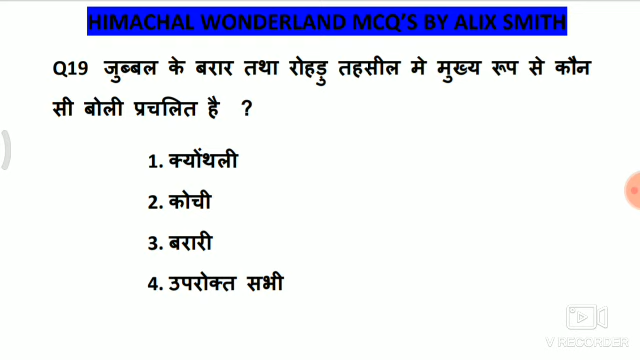 HIMACHAL WONDERLAND MCQ'S BY ALIX SMITH
Q19 जुब्बल के बरार तथा रोहड़ु तहसील मे मुख्य रूप से कौन
सी बोली प्रचलित है ?
1. क्योंथली
2. कोची
3. बरारी
4. उपरोक्त सभी
V RECORDER